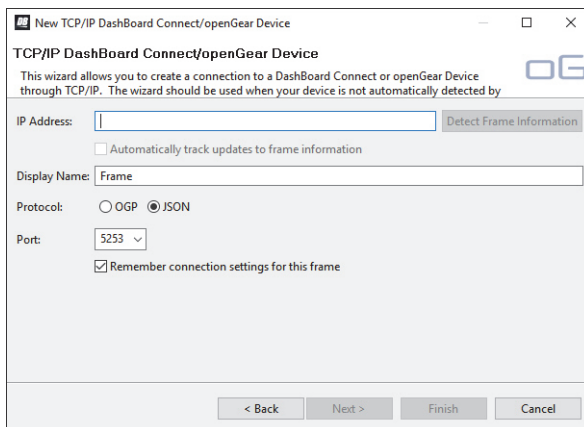 DB New TCP/IP DashBoard Connect/openGear Device
TCP/IP DashBoard Connect/openGear Device
This wizard allows you to create a connection to a DashBoard Connect or openGear Device
through TCP/IP. The wizard should be used when your device is not automatically detected by
oG
IP Address: Detect Frame Information
Automatically track updates to frame information
Display Name: Frame
Protocol: OGP JSON
Port: 5253
Remember connection settings for this frame
< Back Next > Finish Cancel